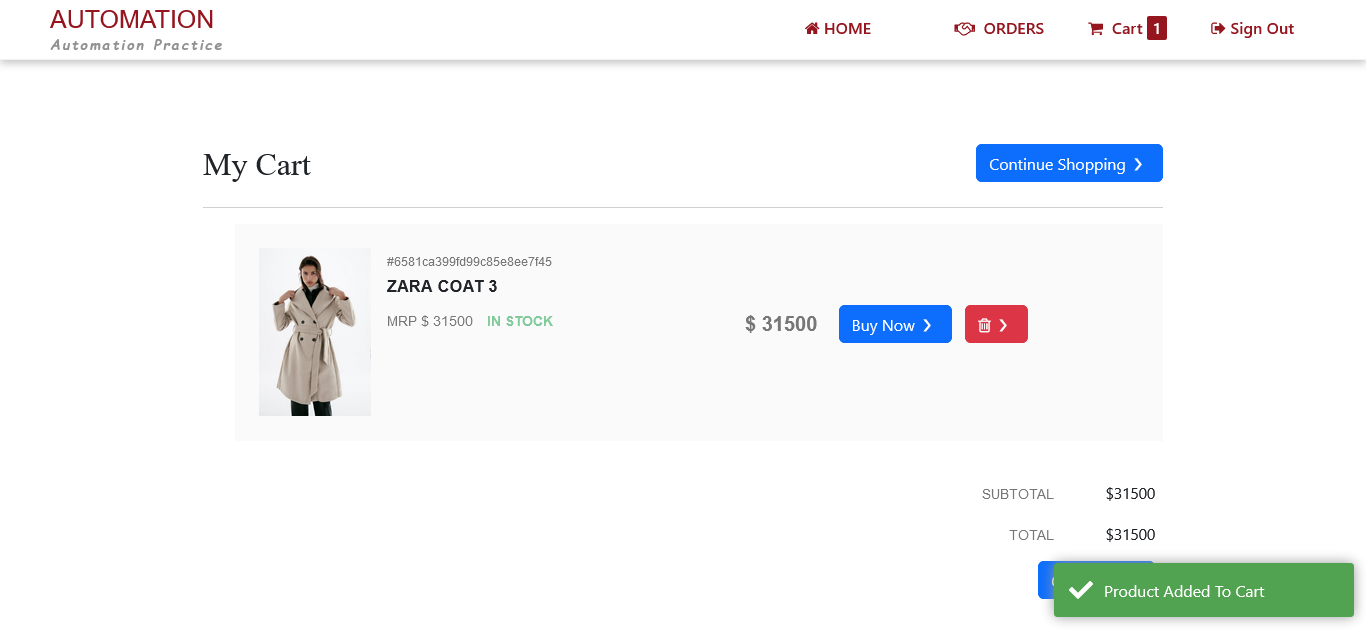 AUTOMATION
Automation Practice
HOME
ORDERS
Cart 1
Sign Out
My Cart
Continue Shopping
#6581ca399fd99c85e8ee7f45
ZARA COAT 3
MRP $ 31500 IN STOCK
$ 31500
Buy Now
SUBTOTAL $31500
TOTAL $31500
Product Added To Cart